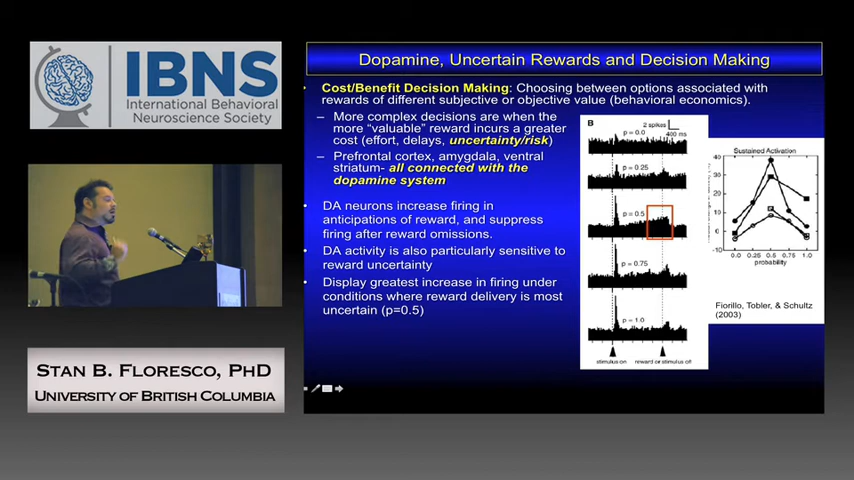 IBNS
International Behavioral
Neuroscience Society
STAN B. FLORESCO, PHD
UNIVERSITY OF BRITISH COLUMBIA
Dopamine, Uncertain Rewards and Decision Making
• Cost/Benefit Decision Making: Choosing between options associated with
rewards of different subjective or objective value (behavioral economics).
– More complex decisions are when the
more “valuable” reward incurs a greater
cost (effort, delays, uncertainty/risk)
– Prefrontal cortex, amygdala, ventral
striatum- all connected with the
dopamine system
• DA neurons increase firing in
anticipations of reward, and suppress
firing after reward omissions.
• DA activity is also particularly sensitive to
reward uncertainty
• Display greatest increase in firing under
conditions where reward delivery is most
uncertain (p=0.5)
B
2 spikes
400 ms
p = 0.0
p = 0.25
p = 0.5
p = 0.75
p = 1.0
stimulus on
reward or stimulus off
Sustained Activation
40
30
20
10
0
-10
0.0 0.25 0.5 0.75 1.0
probability
Fiorillo, Tobler, & Schultz
(2003)